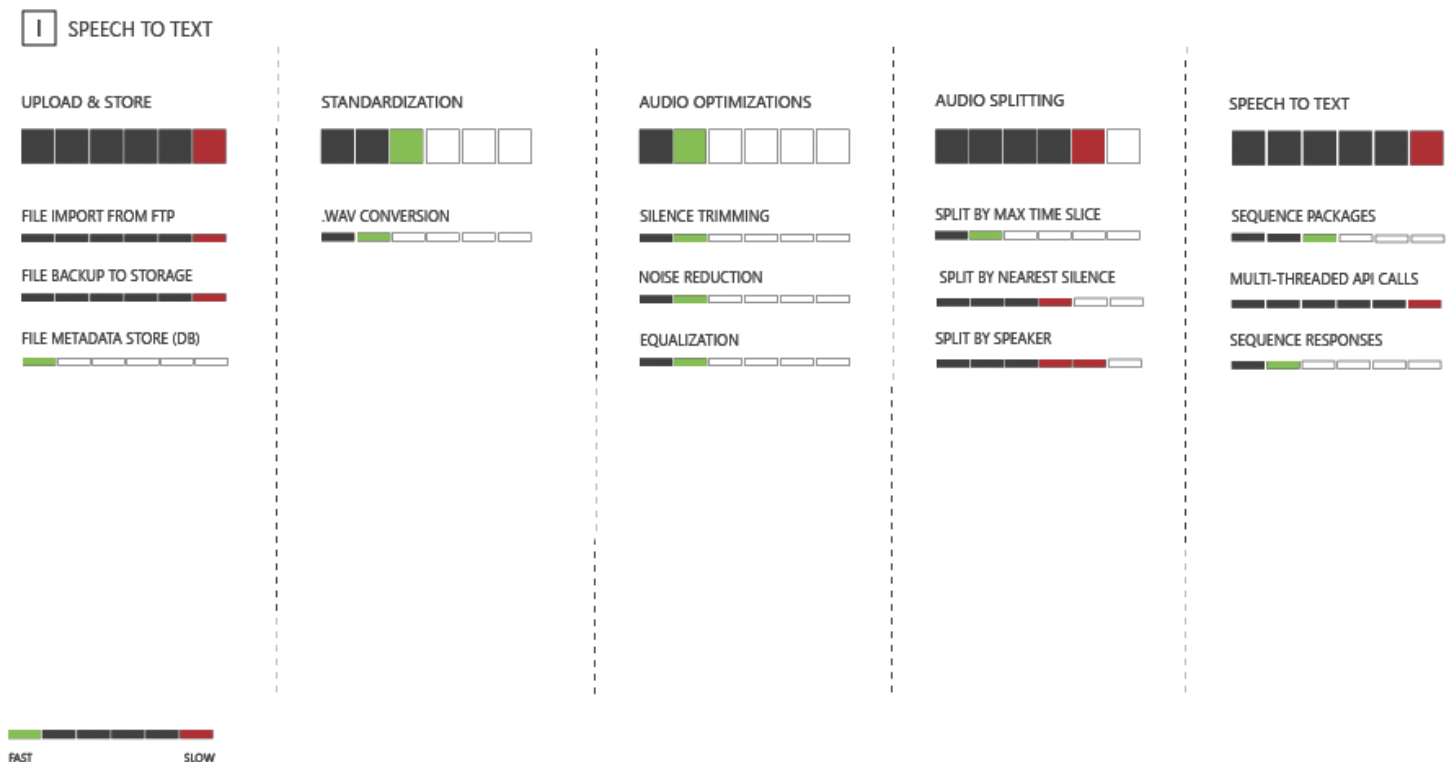 I SPEECH TO TEXT
UPLOAD & STORE
FILE IMPORT FROM FTP
FILE BACKUP TO STORAGE
FILE METADATA STORE (DB)
STANDARDIZATION
.WAV CONVERSION
AUDIO OPTIMIZATIONS
SILENCE TRIMMING
NOISE REDUCTION
EQUALIZATION
AUDIO SPLITTING
SPLIT BY MAX TIME SLICE
SPLIT BY NEAREST SILENCE
SPLIT BY SPEAKER
SPEECH TO TEXT
SEQUENCE PACKAGES
MULTI-THREADED API CALLS
SEQUENCE RESPONSES
FAST SLOW